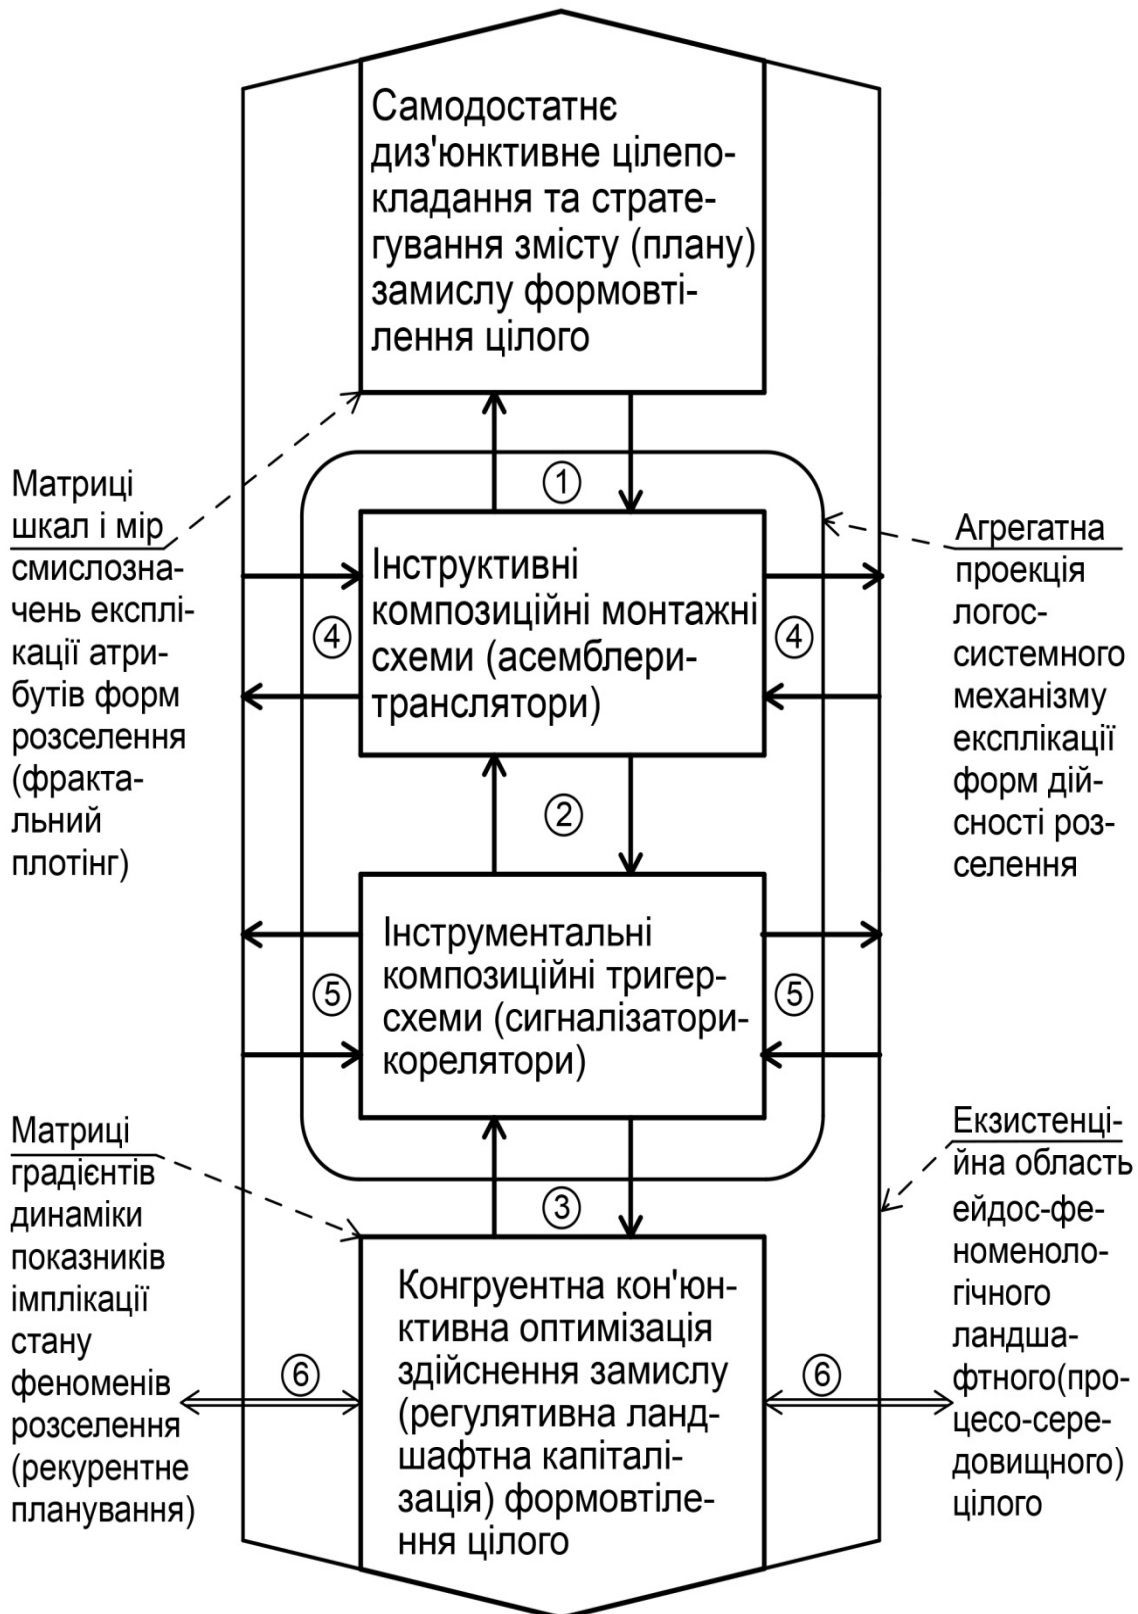 Самодостатнє
диз'юнктивне цілепо-
кладання та страте-
гування змісту (плану)
замислу формовті-
лення цілого
1
Матриці
шкал і мір
смислозна-
чень експлі-
кації атри-
бутів форм
розселення
(фракта-
льний
плотінг)
Агрегатна
проекція
логос-
системного
механізму
експлікації
форм дій-
сності роз-
селення
4
Інструктивні
композиційні монтажні
схеми (асемблери-
транслятори)
4
2
5
Інструментальні
композиційні тригер-
схеми (сигналізатори-
корелятори)
5
3
Матриці
градієнтів
динаміки
показників
імплікації
стану
феноменів
розселення
(рекурентне
планування)
6
Конгруентна кон'юн-
ктивна оптимізація
здійснення замислу
(регулятивна ланд-
шафтна капіталі-
зація) формовтіле-
ння цілого
6
Екзистенці-
йна область
ейдос-фе-
номеноло-
гічного
ландша-
фтного(про-
цесо-сере-
довищного)
цілого